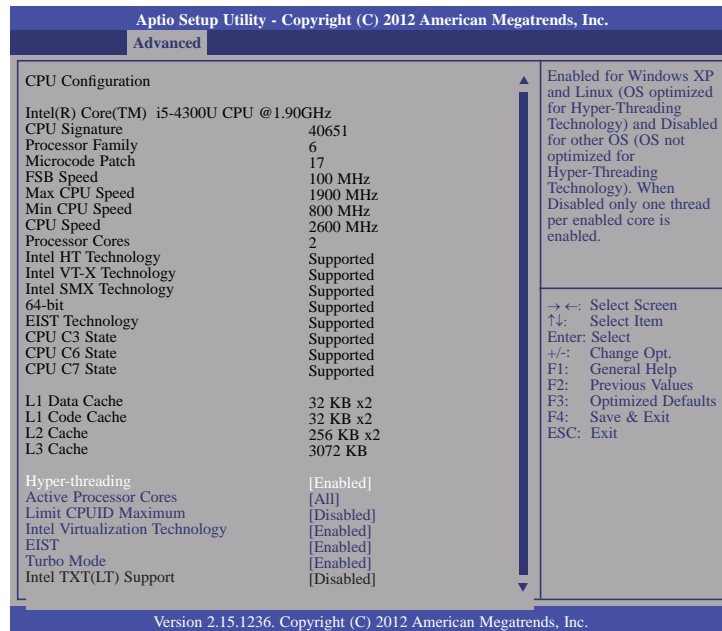 Aptio Setup Utility - Copyright (C) 2012 American Megatrends, Inc.
Advanced
CPU Configuration
Intel(R) Core(TM) i5-4300U CPU @1.90GHz
CPU Signature 40651
Processor Family 6
Microcode Patch 17
FSB Speed 100 MHz
Max CPU Speed 1900 MHz
Min CPU Speed 800 MHz
CPU Speed 2600 MHz
Processor Cores 2
Intel HT Technology Supported
Intel VT-X Technology Supported
Intel SMX Technology Supported
64-bit Supported
EIST Technology Supported
CPU C3 State Supported
CPU C6 State Supported
CPU C7 State Supported
L1 Data Cache 32 KB x2
L1 Code Cache 32 KB x2
L2 Cache 256 KB x2
L3 Cache 3072 KB
Hyper-threading [Enabled]
Active Processor Cores [All]
Limit CPUID Maximum [Disabled]
Intel Virtualization Technology [Enabled]
EIST [Enabled]
Turbo Mode [Enabled]
Intel TXT(LT) Support [Disabled]
Enabled for Windows XP
and Linux (OS optimized
for Hyper-Threading
Technology) and Disabled
for other OS (OS not
optimized for
Hyper-Threading
Technology). When
Disabled only one thread
per enabled core is
enabled.
→←: Select Screen
↑↓: Select Item
Enter: Select
+/-: Change Opt.
F1: General Help
F2: Previous Values
F3: Optimized Defaults
F4: Save & Exit
ESC: Exit
Version 2.15.1236. Copyright (C) 2012 American Megatrends, Inc.